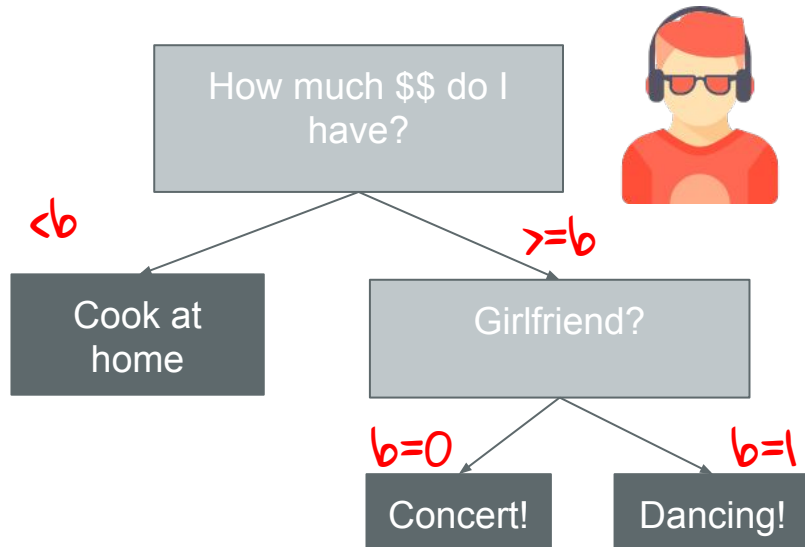 How much $$ do I
have?
<6
>=6
Cook at
home
Girlfriend?
6=0
6=1
Concert!
Dancing!